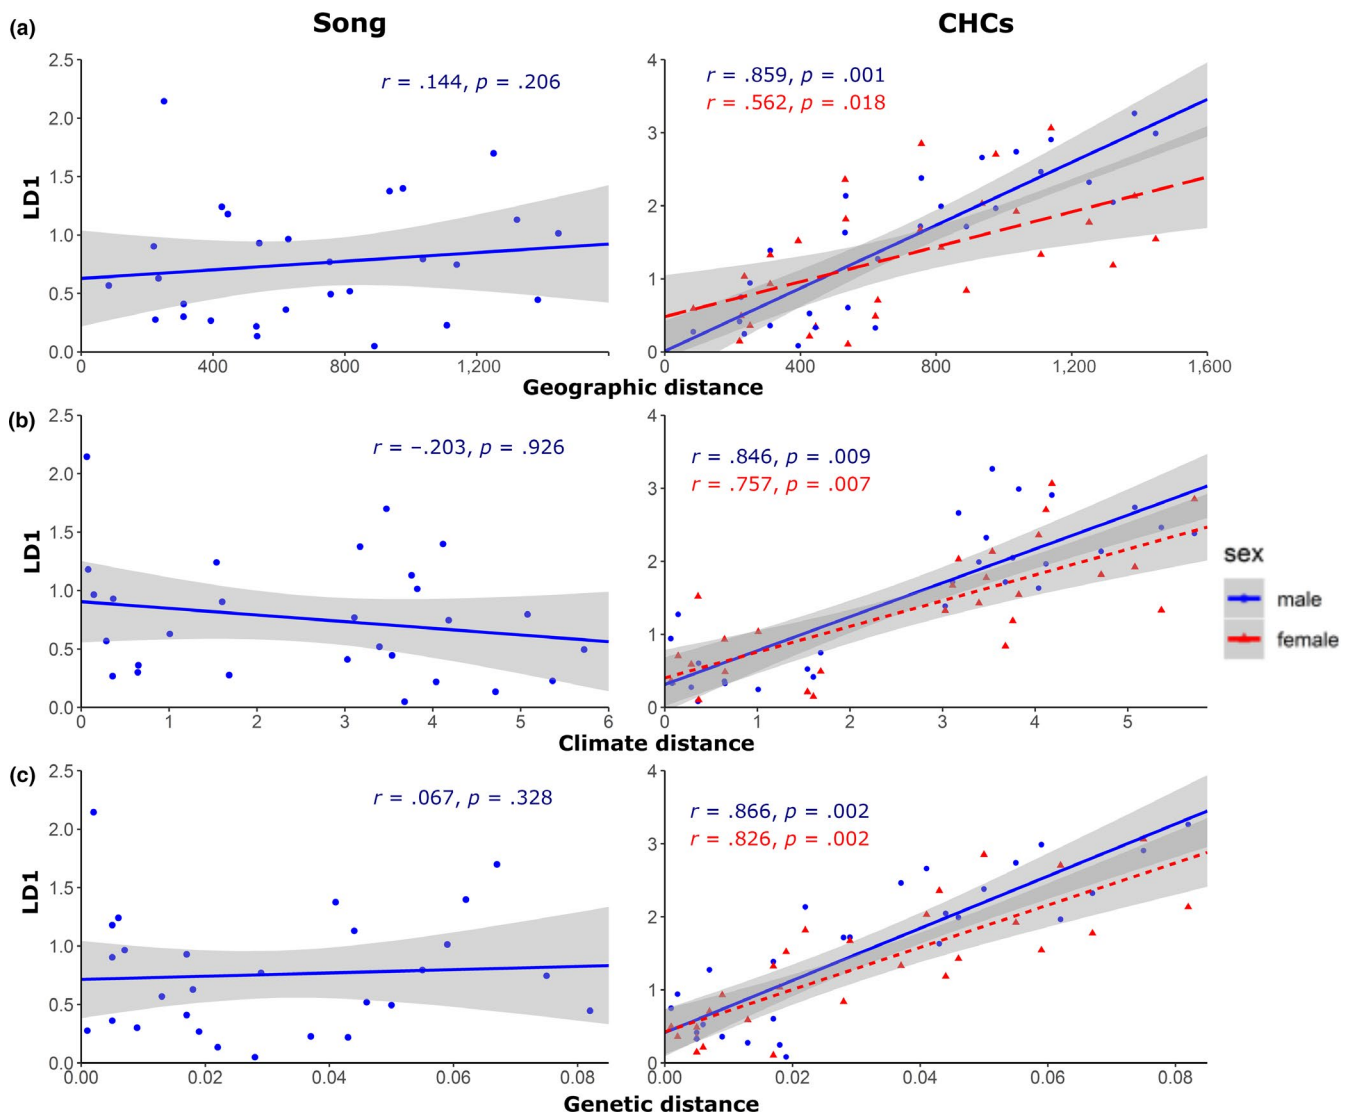 Song
CHCs
(a)
LD1
2.5
2.0
1.5
1.0
0.5
0.0
r = .144, p = .206
0
400
800
1,200
4
3
2
1
0
r = .859, p = .001
r = .562, p = .018
0
400
800
1,200
1,600
Geographic distance
(b)
LD1
2.5
2.0
1.5
1.0
0.5
0.0
r = −.203, p = .926
0
1
2
3
4
5
6
4
3
2
1
0
r = .846, p = .009
r = .757, p = .007
0
1
2
3
4
5
Climate distance
sex
male
female
(c)
LD1
2.5
2.0
1.5
1.0
0.5
0.0
r = .067, p = .328
0.00
0.02
0.04
0.06
0.08
4
3
2
1
0
r = .866, p = .002
r = .826, p = .002
0.00
0.02
0.04
0.06
0.08
Genetic distance